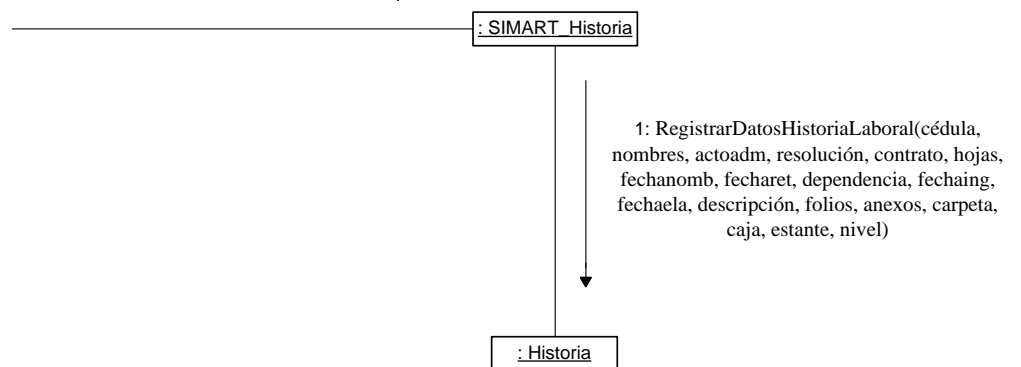 : SIMART_Historia
1: RegistrarDatosHistoriaLaboral(cédula,
nombres, actoadm, resolución, contrato, hojas,
fechanomb, fecharet, dependencia, fechaing,
fechaela, descripción, folios, anexos, carpeta,
caja, estante, nivel)
: Historia